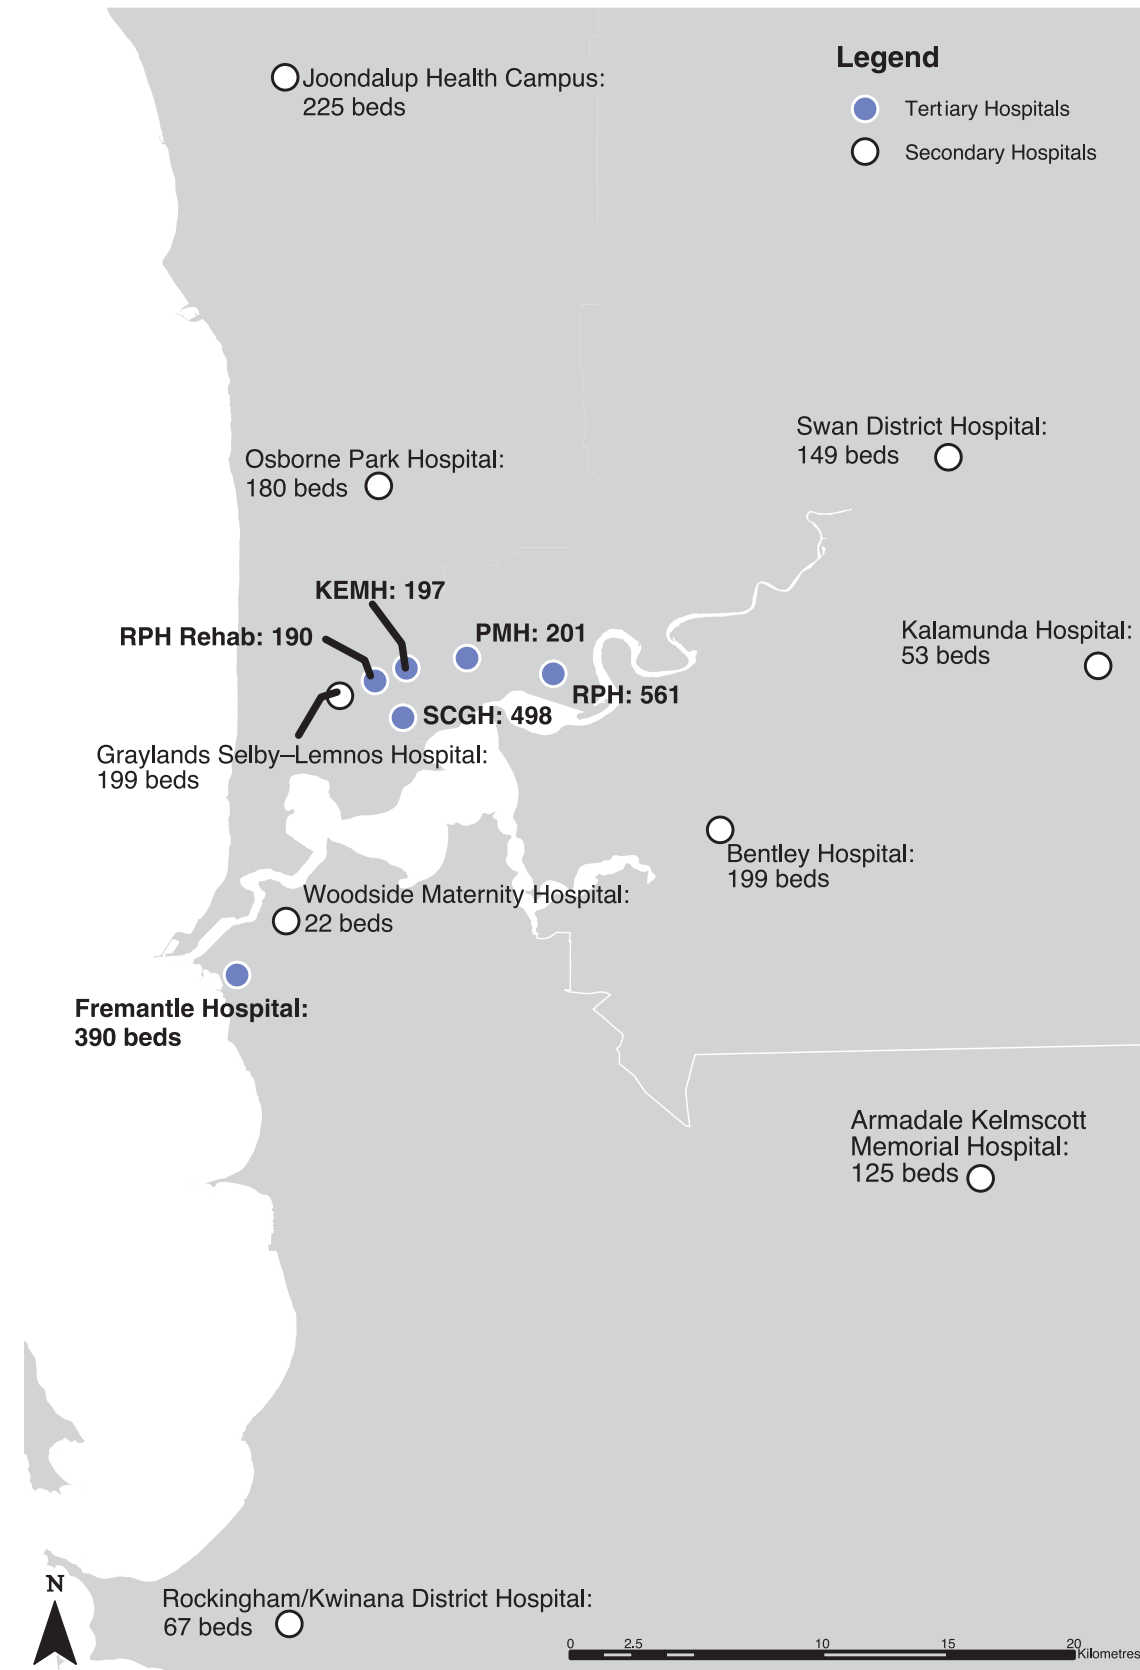 Legend
Tertiary Hospitals
Secondary Hospitals
Joondalup Health Campus:
225 beds
Swan District Hospital:
149 beds
Osborne Park Hospital:
180 beds
KEMH: 197
RPH Rehab: 190
PMH: 201
Kalamunda Hospital:
53 beds
RPH: 561
SCGH: 498
Graylands Selby–Lemnos Hospital:
199 beds
Bentley Hospital:
199 beds
Woodside Maternity Hospital:
22 beds
Fremantle Hospital:
390 beds
Armadale Kelmscott
Memorial Hospital:
125 beds
Rockingham/Kwinana District Hospital:
67 beds
N
0 2.5 10 15 20
Kilometres